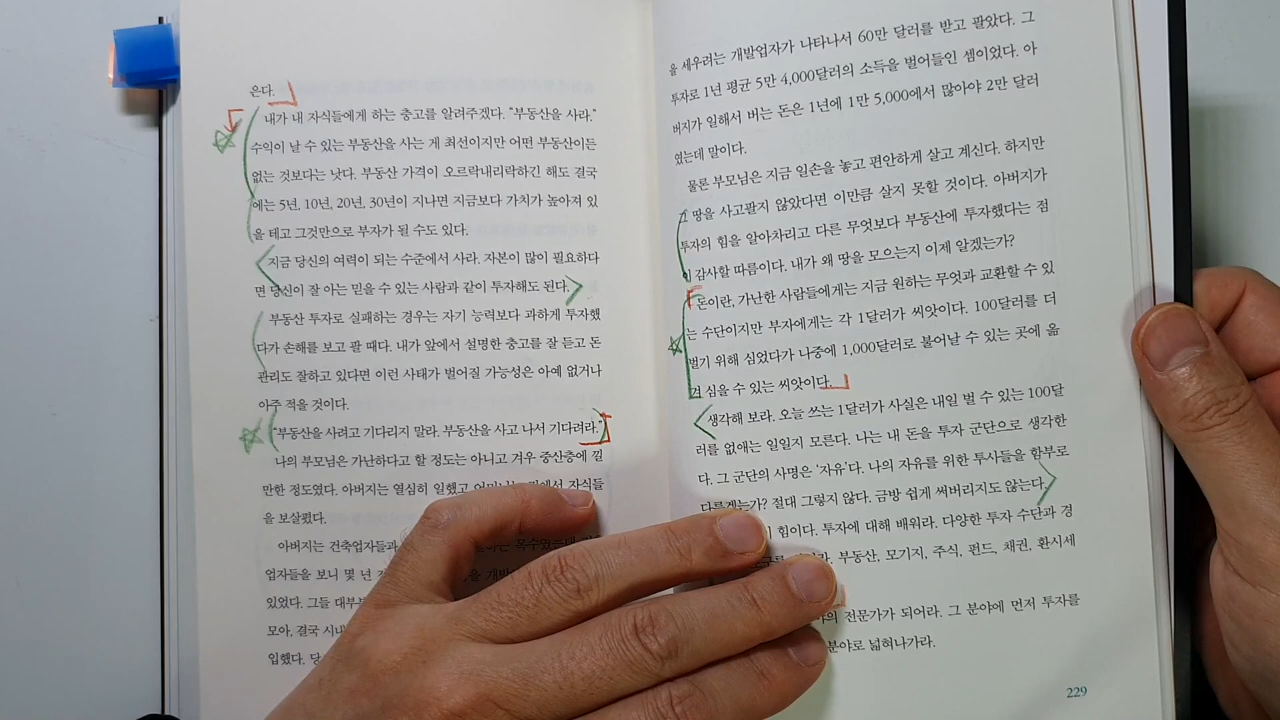 은다.
내가 내 자식들에게 하는 충고를 알려주겠다. “부동산을 사라.”
수익이 날 수 있는 부동산을 사는 게 최선이지만 어떤 부동산이든
없는 것보다는 낫다. 부동산 가격이 오르락내리락하긴 해도 결국
에는 5년, 10년, 20년, 30년이 지나면 지금보다 가치가 높아져 있
을 테고 그것만으로 부자가 될 수도 있다.
지금 당신의 여력이 되는 수준에서 사라. 자본이 많이 필요하다
면 당신이 잘 아는 믿을 수 있는 사람과 같이 투자해도 된다.
부동산 투자로 실패하는 경우는 자기 능력보다 과하게 투자했
다가 손해를 보고 팔 때다. 내가 앞에서 설명한 충고를 잘 듣고 돈
관리도 잘하고 있다면 이런 사태가 벌어질 가능성은 아예 없거나
아주 적을 것이다.
“부동산을 사려고 기다리지 말라. 부동산을 사고 나서 기다려라.”
나의 부모님은 가난하다고 할 정도는 아니고 겨우 중산층에 낄
만한 정도였다. 아버지는 열심히 일했고 자식들
을 보살폈다.
아버지는 건축업자들과
업자들을 보니 몇 년
있었다. 그들
모아, 결국
입했다.
을 세우려는 개발업자가 나타나서 60만 달러를 받고 팔았다. 그
투자로 1년 평균 5만 4,000달러의 소득을 벌어들인 셈이었다. 아
버지가 일해서 버는 돈은 1년에 1만 5,000에서 많아야 2만 달러
였는데 말이다.
물론 부모님은 지금 일손을 놓고 편안하게 살고 계신다. 하지만
그 땅을 사고팔지 않았다면 이만큼 살지 못할 것이다. 아버지가
투자의 힘을 알아차리고 다른 무엇보다 부동산에 투자했다는 점
이 감사할 따름이다. 내가 왜 땅을 모으는지 이제 알겠는가?
돈이란, 가난한 사람들에게는 지금 원하는 무엇과 교환할 수 있
는 수단이지만 부자에게는 각 1달러가 씨앗이다. 100달러를 더
벌기 위해 심었다가 나중에 1,000달러로 불어날 수 있는 곳에 옮
겨 심을 수 있는 씨앗이다.
생각해 보라. 오늘 쓰는 1달러가 사실은 내일 벌 수 있는 100달
러를 없애는 일일지 모른다. 나는 내 돈을 투자 군단으로 생각한
다. 그 군단의 사명은 ‘자유’다. 나의 자유를 위한 투사들을 함부로
다루겠는가? 절대 그렇지 않다. 금방 쉽게 써버리지도 않는다.
힘이다. 투자에 대해 배워라. 다양한 투자 수단과 경
부동산, 모기지, 주식, 펀드, 채권, 환시세
전문가가 되어라. 그 분야에 먼저 투자를
분야로 넓혀나가라.
229